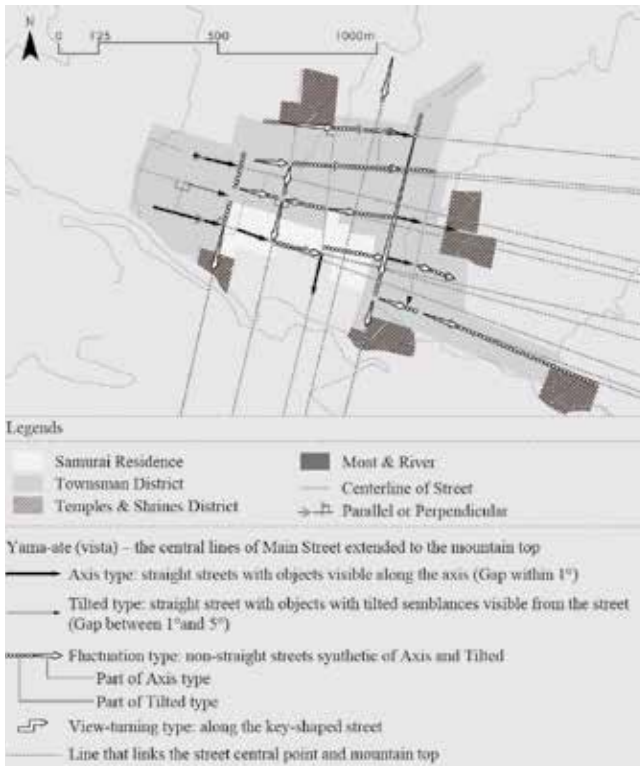 N
0 125 500 1000m
Legends
Samurai Residence
Moat & River
Townsman District
Centerline of Street
Temples & Shrines District
Parallel or Perpendicular
Yama-ate (vista) – the central lines of Main Street extended to the mountain top
Axis type: straight streets with objects visible along the axis (Gap within 1°)
Tilted type: straight street with objects with tilted semblances visible from the street
(Gap between 1°and 5°)
Fluctuation type: non-straight streets synthetic of Axis and Tilted
Part of Axis type
Part of Tilted type
View-turning type: along the key-shaped street
Line that links the street central point and mountain top